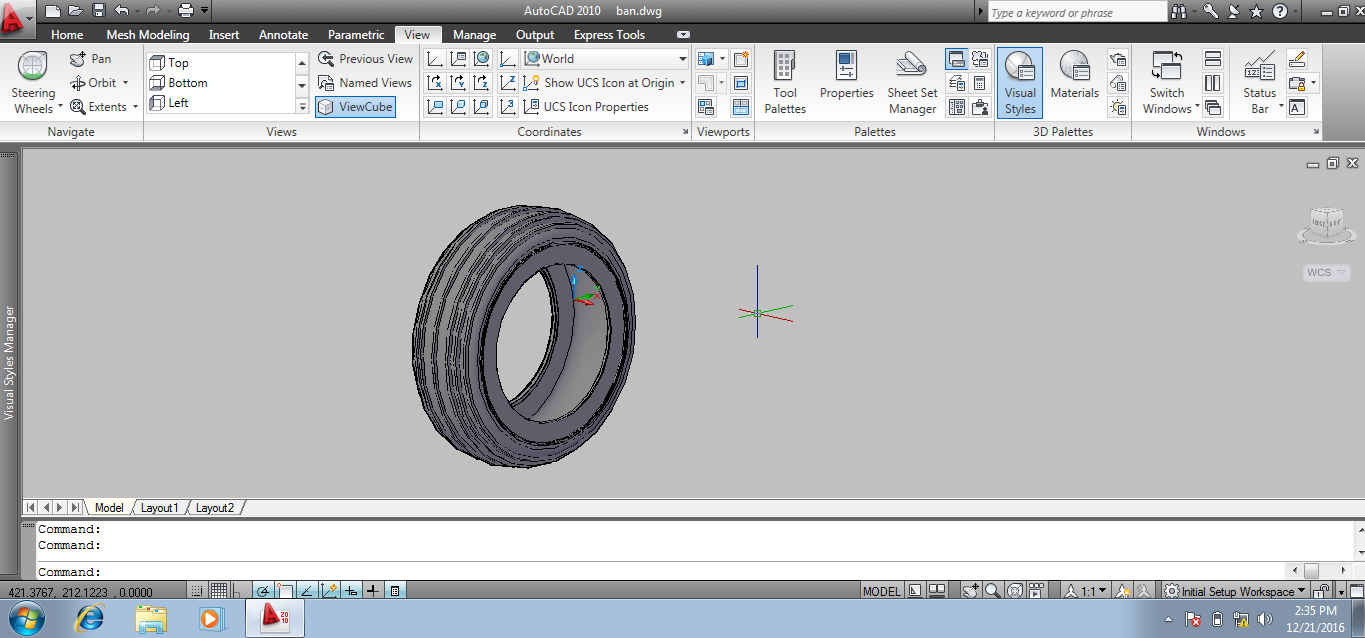 AutoCAD 2010 ban.dwg
Type a keyword or phrase
Home Mesh Modeling Insert Annotate Parametric View Manage Output Express Tools
Steering
Wheels
Pan
Orbit
Extents
Navigate
Top
Bottom
Left
Previous View
Named Views
ViewCube
Views
World
Show UCS Icon at Origin
UCS Icon Properties
Coordinates
Viewports
Tool
Palettes
Properties
Sheet Set
Manager
Palettes
Visual
Styles
Materials
3D Palettes
Switch
Windows
Status
Bar
Windows
Visual Styles Manager
WCS
Model Layout1 Layout2
Command:
Command:
Command:
421.3767, 212.1223 , 0.0000
MODEL
1:1
Initial Setup Workspace
2:35 PM
12/21/2016